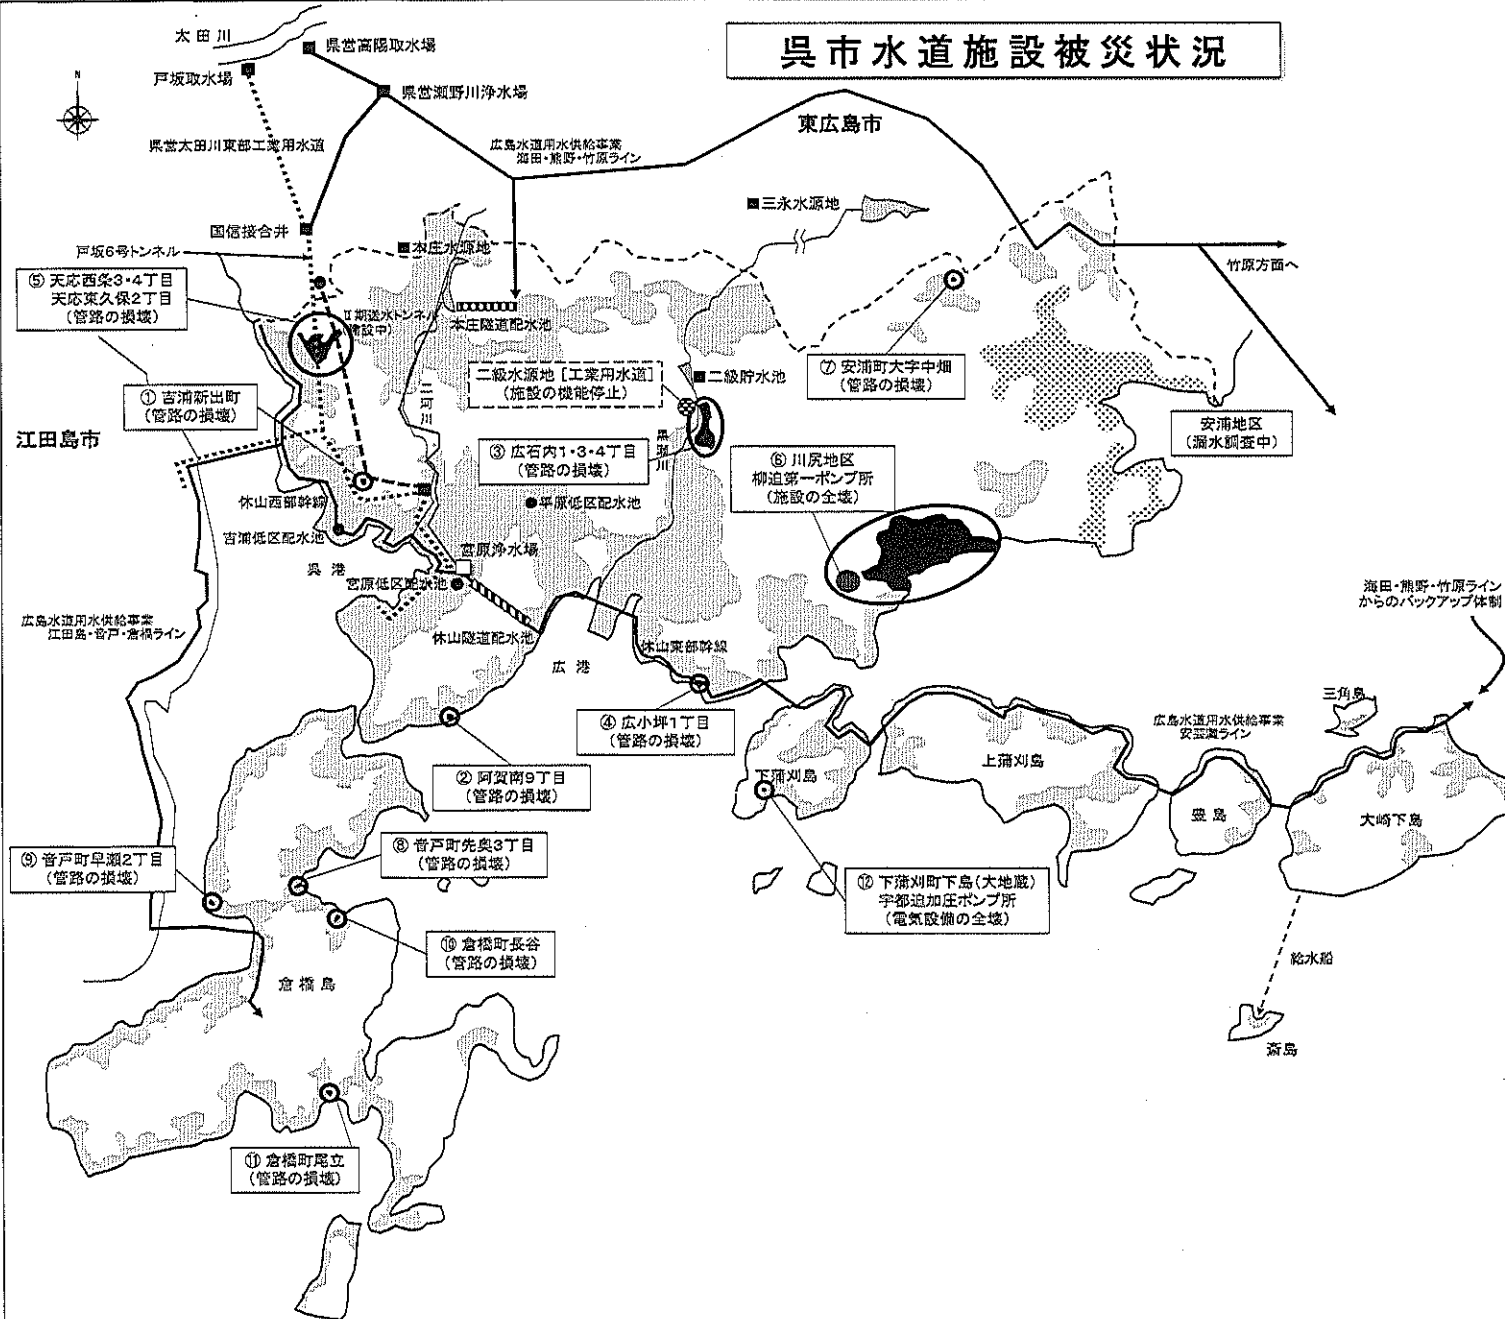 呉市水道施設被災状況
太田川
県営高陽取水場
戸坂取水場
N
県営瀬野川浄水場
東広島市
県営太田川東部工業用水道
広島水道用水供給事業
海田・熊野・竹原ライン
三永水源地
国信接合井
戸坂6号トンネル
本庄水源地
竹原方面へ
⑤ 天応西条3・4丁目
天応東久保2丁目
(管路の損壊)
Ⅱ期送水トンネル
(建設中)
本庄隧道配水池
二級水源地 [工業用水道]
(施設の機能停止)
二級貯水池
⑦ 安浦町大字中畑
(管路の損壊)
① 吉浦新出町
(管路の損壊)
二河川
安浦地区
(漏水調査中)
江田島市
③ 広石内1・3・4丁目
(管路の損壊)
黒瀬川
⑥ 川尻地区
柳迫第一ポンプ所
(施設の全壊)
休山西部幹線
平原低区配水池
吉浦低区配水池
呉港
宮原浄水場
宮原低区配水池
海田・熊野・竹原ライン
からのバックアップ体制
広島水道用水供給事業
江田島・音戸・倉橋ライン
休山隧道配水池
広港
休山東部幹線
三角島
④ 広小坪1丁目
(管路の損壊)
広島水道用水供給事業
安芸灘ライン
② 阿賀南9丁目
(管路の損壊)
下蒲刈島
上蒲刈島
豊島
大崎下島
⑧ 音戸町先奥3丁目
(管路の損壊)
⑨ 音戸町早瀬2丁目
(管路の損壊)
⑫ 下蒲刈町下島(大地蔵)
宇都迫加圧ポンプ所
(電気設備の全壊)
⑩ 倉橋町長谷
(管路の損壊)
倉橋島
給水船
斎島
⑪ 倉橋町尾立
(管路の損壊)